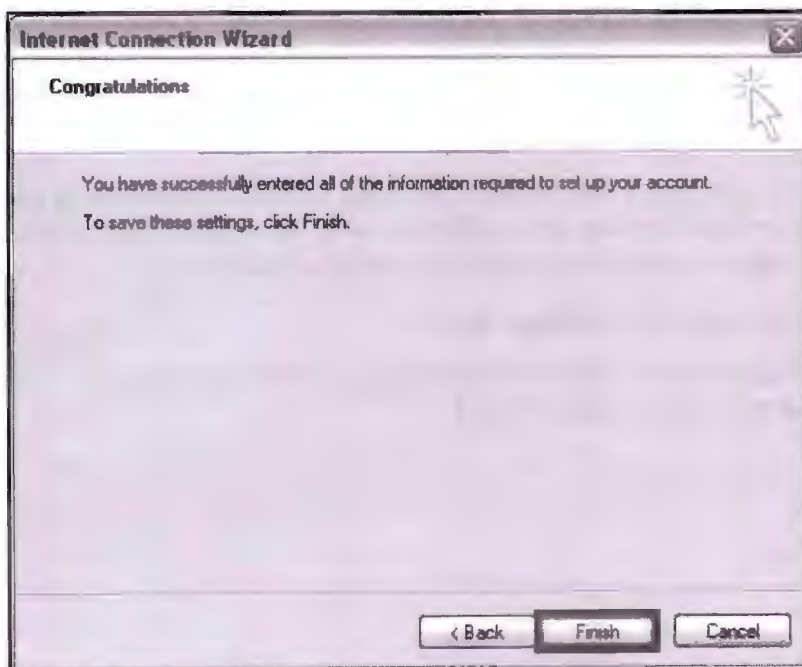 Internet Connection Wizard
Congratulations
You have successfully entered all of the information required to set up your account.
To save these settings, click Finish.
< Back
Finish
Cancel